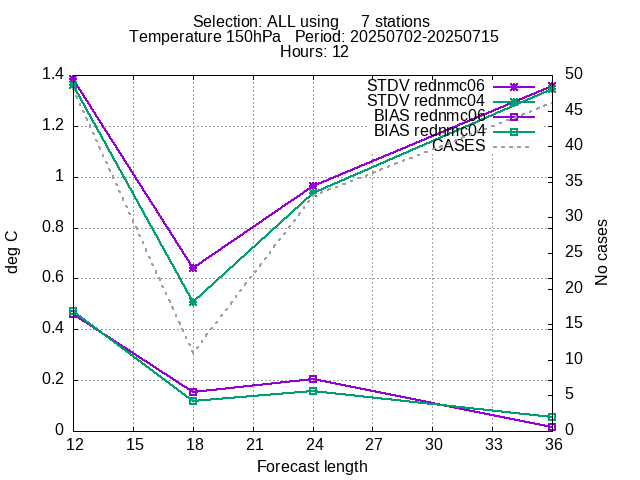 Selection: ALL using 7 stations
Temperature 150hPa Period: 20250702-20250715
Hours: 12
STDV rednmc06
STDV rednmc04
BIAS rednmc06
BIAS rednmc04
CASES
1.4
1.2
1
0.8
0.6
0.4
0.2
0
deg C
50
45
40
35
30
25
20
15
10
5
0
No cases
12 15 18 21 24 27 30 33 36
Forecast length